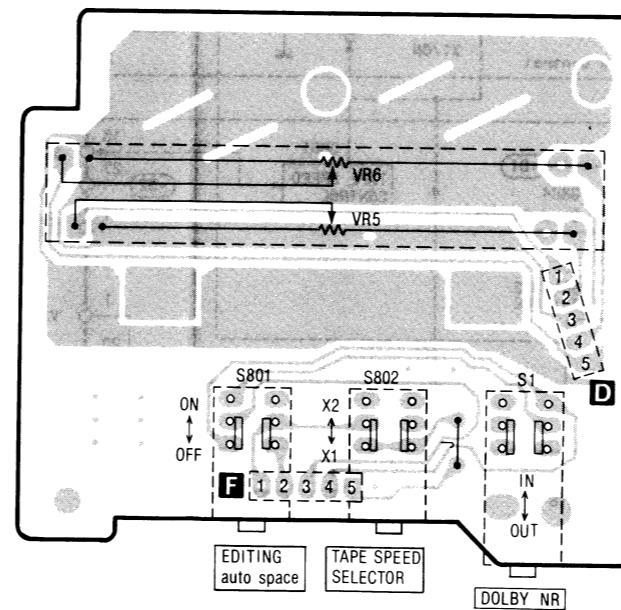 VR6
VR5
1
2
3
4
5
D
S801
S802
S1
ON
OFF
X2
X1
F
1 2 3 4 5
IN
OUT
EDITING
auto space
TAPE SPEED
SELECTOR
DOLBY NR